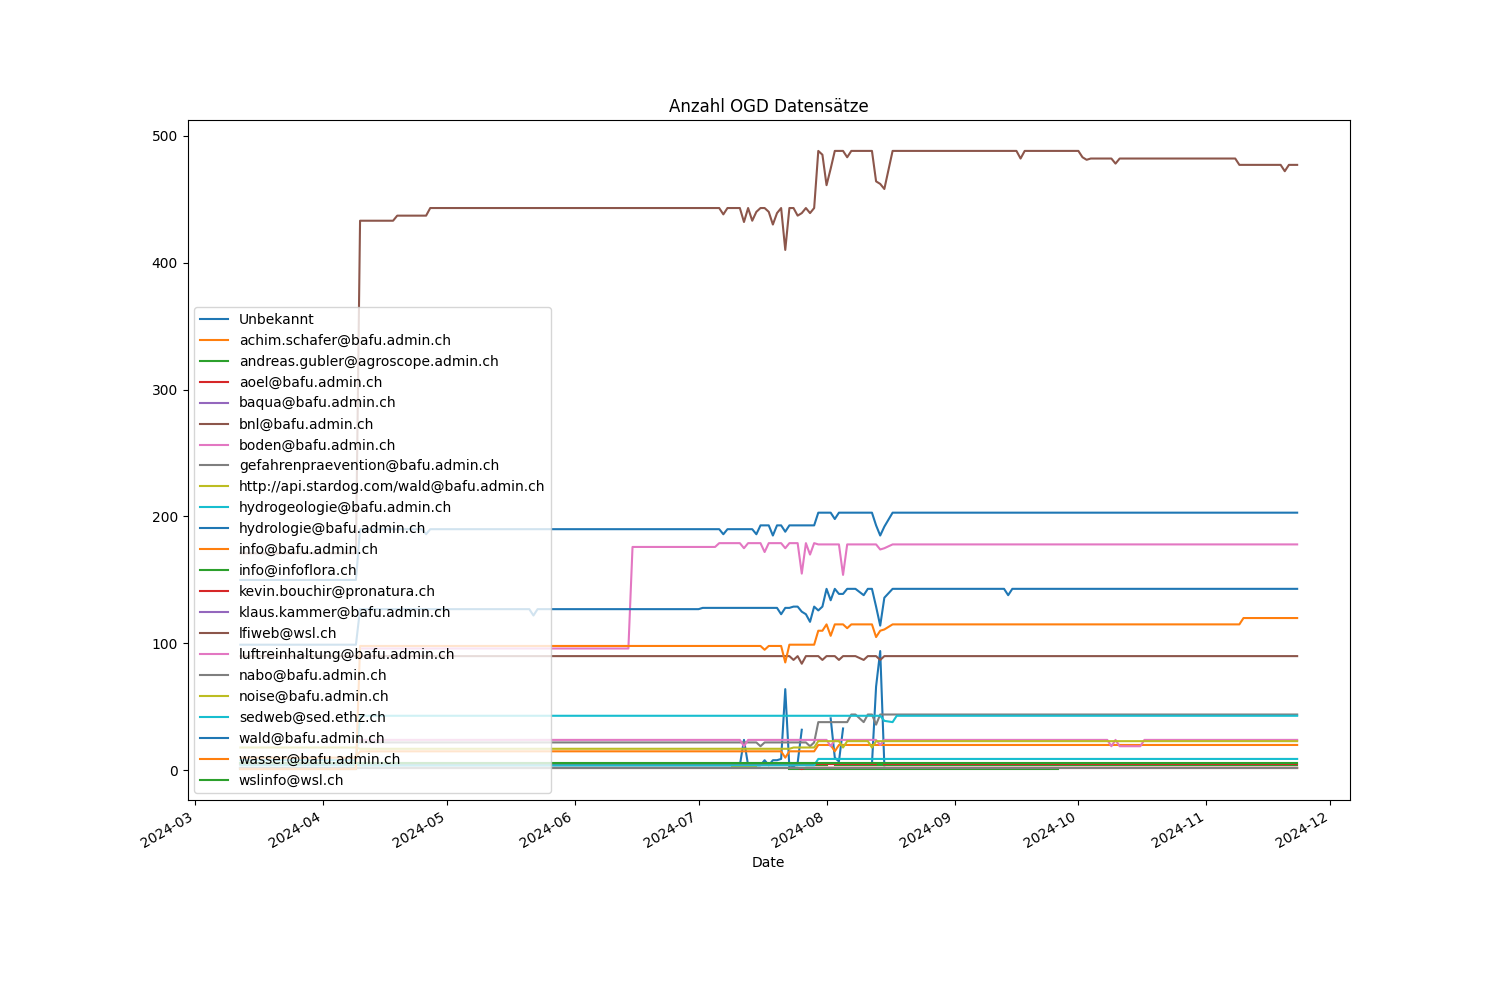 Anzahl OGD Datensätze
500
400
300
200
100
0
Unbekannt
achim.schafer@bafu.admin.ch
andreas.gubler@agroscope.admin.ch
aoel@bafu.admin.ch
baqua@bafu.admin.ch
bnl@bafu.admin.ch
boden@bafu.admin.ch
gefahrenpraevention@bafu.admin.ch
http://api.stardog.com/wald@bafu.admin.ch
hydrogeologie@bafu.admin.ch
hydrologie@bafu.admin.ch
info@bafu.admin.ch
info@infoflora.ch
kevin.bouchir@pronatura.ch
klaus.kammer@bafu.admin.ch
lfiweb@wsl.ch
luftreinhaltung@bafu.admin.ch
nabo@bafu.admin.ch
noise@bafu.admin.ch
sedweb@sed.ethz.ch
wald@bafu.admin.ch
wasser@bafu.admin.ch
wslinfo@wsl.ch
2024-03
2024-04
2024-05
2024-06
2024-07
2024-08
2024-09
2024-10
2024-11
2024-12
Date